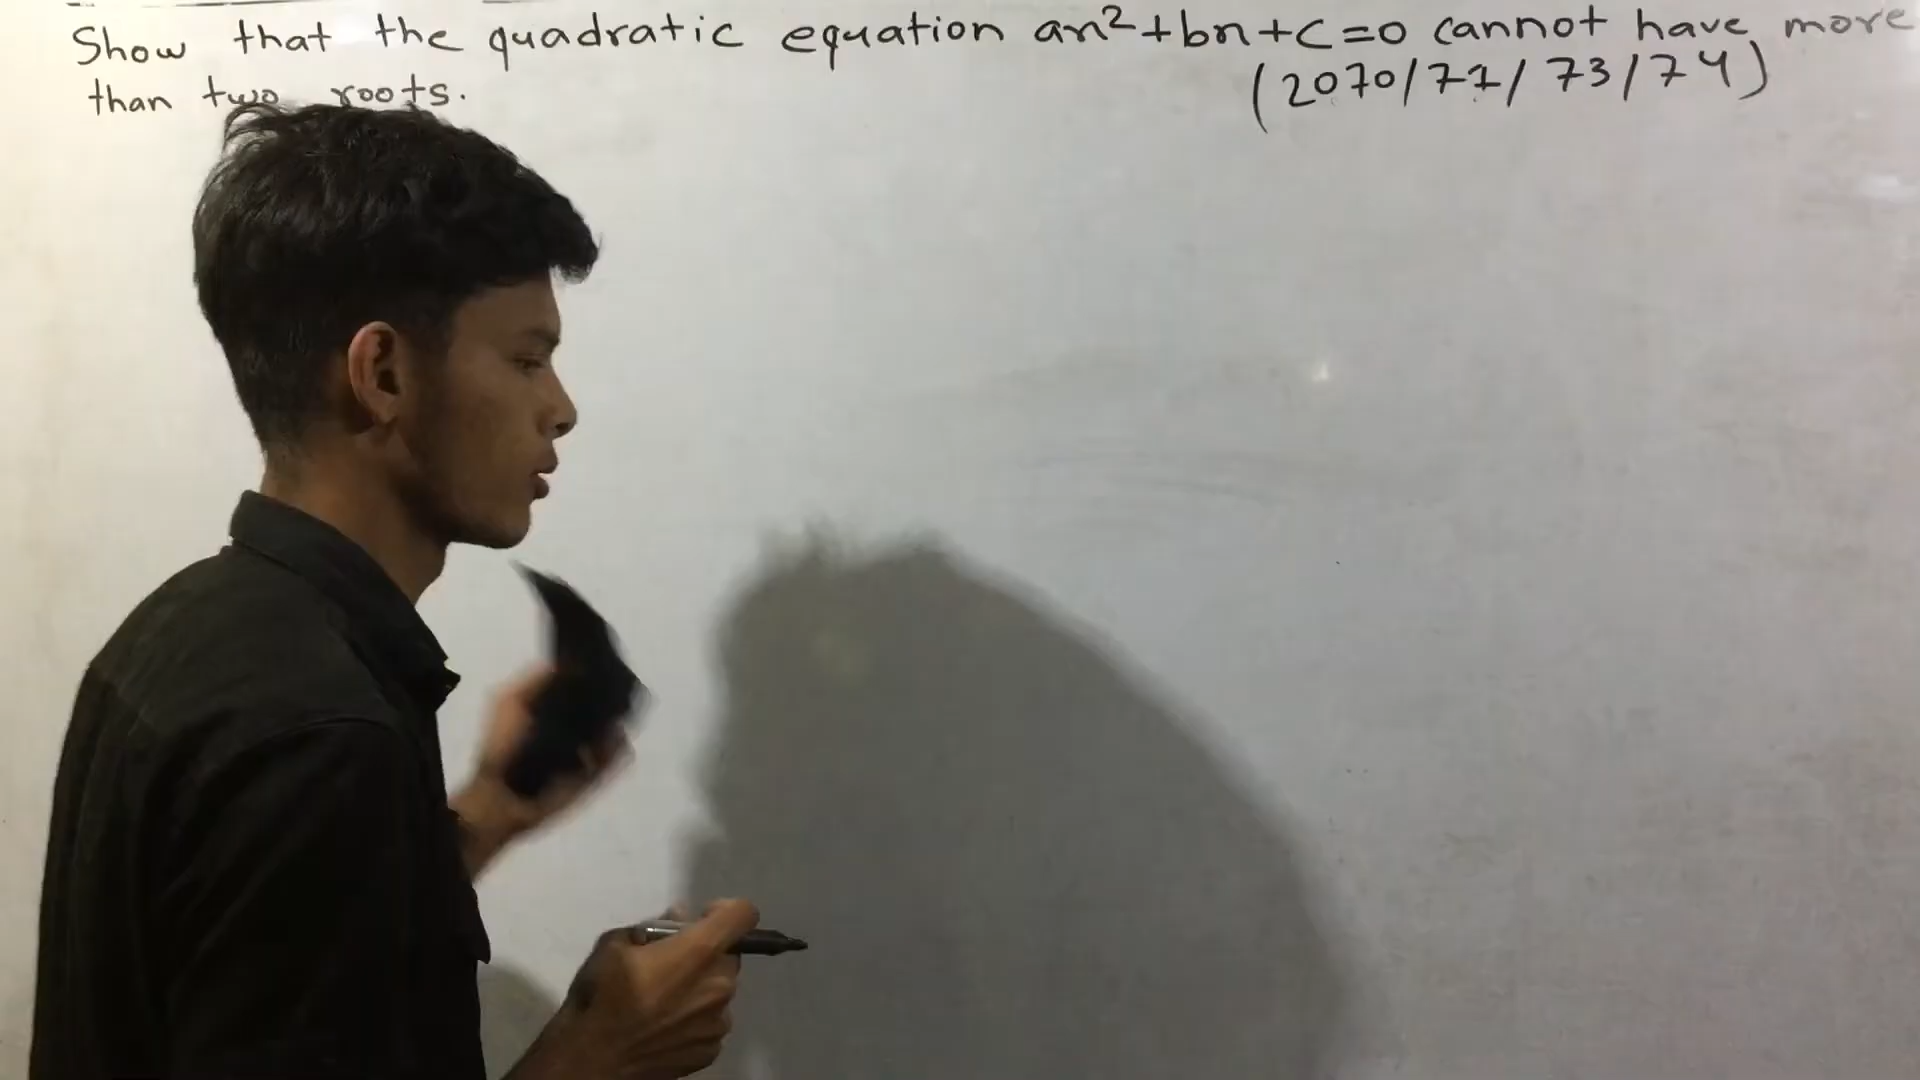 Show that the quadratic equation ax²+bx+c=0 cannot have more
than two roots. (2070/71/73/74)